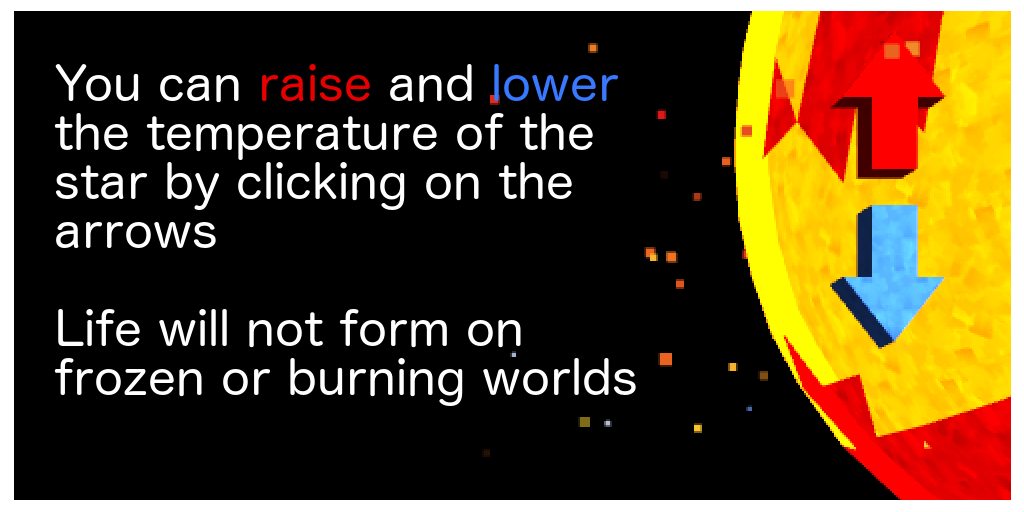 You can raise and lower
the temperature of the
star by clicking on the
arrows
Life will not form on
frozen or burning worlds